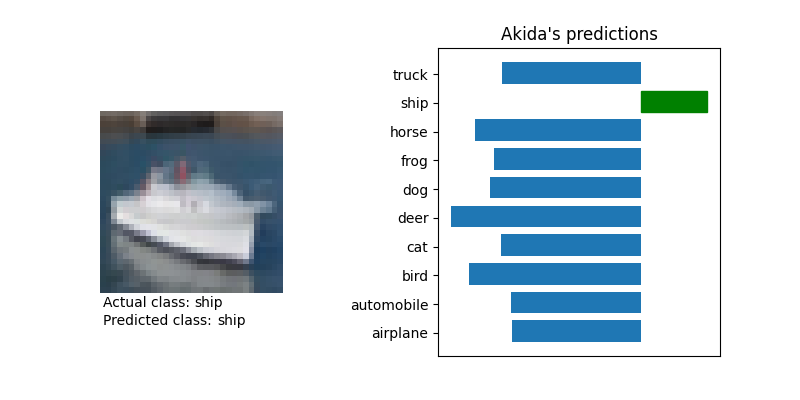 Akida's predictions
truck
ship
horse
frog
dog
deer
cat
bird
automobile
airplane
Actual class: ship
Predicted class: ship